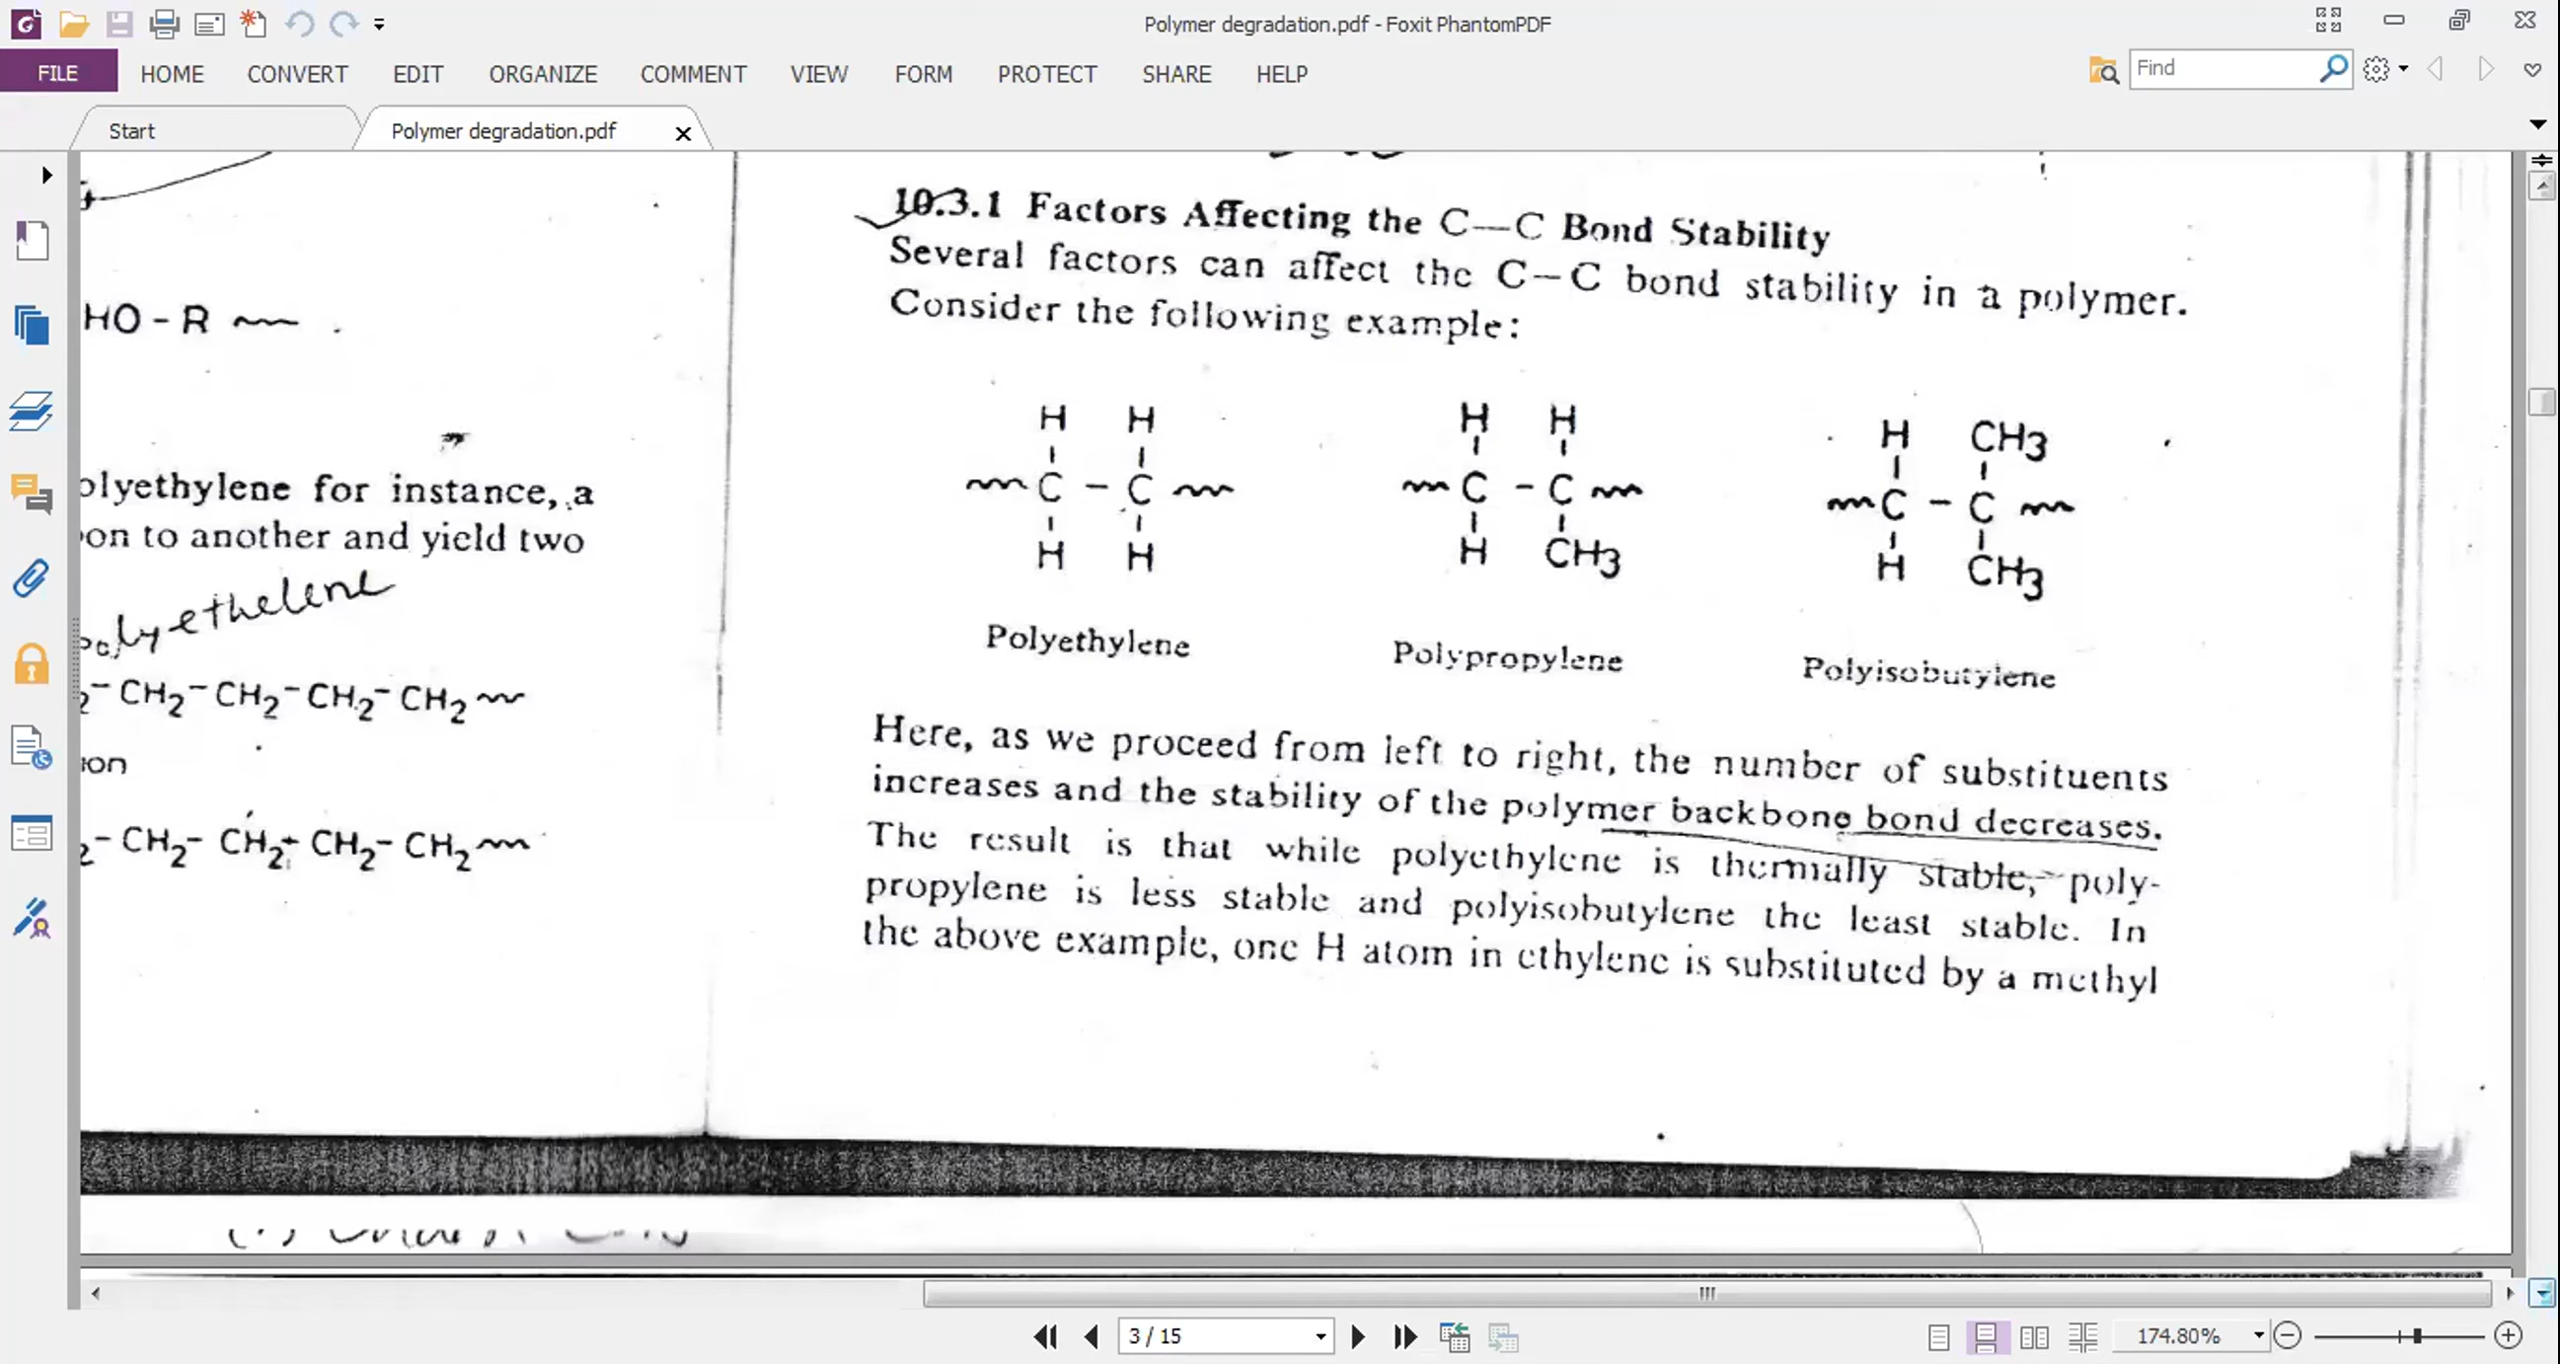 Polymer degradation.pdf - Foxit PhantomPDF
FILE HOME CONVERT EDIT ORGANIZE COMMENT VIEW FORM PROTECT SHARE HELP
Find
Start
Polymer degradation.pdf
HO - R
olyethylene for instance, a
on to another and yield two
polyethelene
2 - CH2 - CH2 - CH2 - CH2
ion
2 - CH2 - CH2 + CH2 - CH2
10.3.1 Factors Affecting the C—C Bond Stability
Several factors can affect the C-C bond stability in a polymer.
Consider the following example:
H H H H H CH3
C - C C - C C - C
H H H CH3 H CH3
Polyethylene Polypropylene Polyisobutylene
Here, as we proceed from left to right, the number of substituents
increases and the stability of the polymer backbone bond decreases.
The result is that while polyethylene is thermally stable, poly-
propylene is less stable and polyisobutylene the least stable. In
the above example, one H atom in ethylene is substituted by a methyl
3 / 15
174.80%